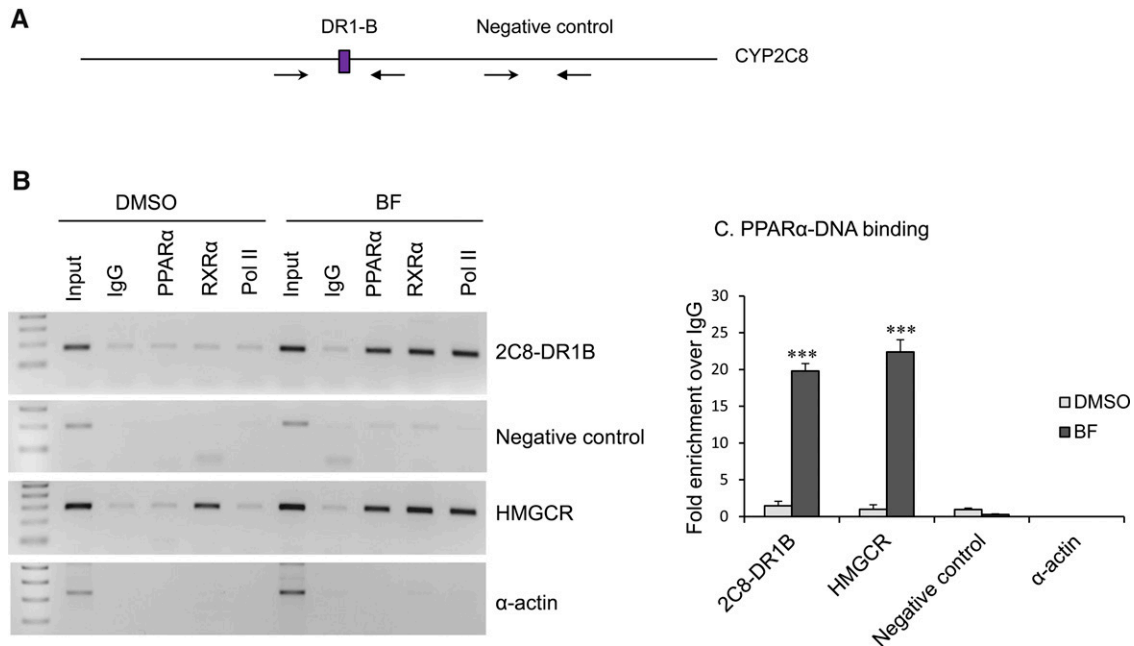 A
DR1-B
Negative control
CYP2C8
B
DMSO
BF
Input
IgG
PPARα
RXRα
Pol II
Input
IgG
PPARα
RXRα
Pol II
2C8-DR1B
Negative control
HMGCR
α-actin
C. PPARα-DNA binding
Fold enrichment over IgG
30
25
20
15
10
5
0
***
***
DMSO
BF
2C8-DR1B
HMGCR
Negative control
α-actin